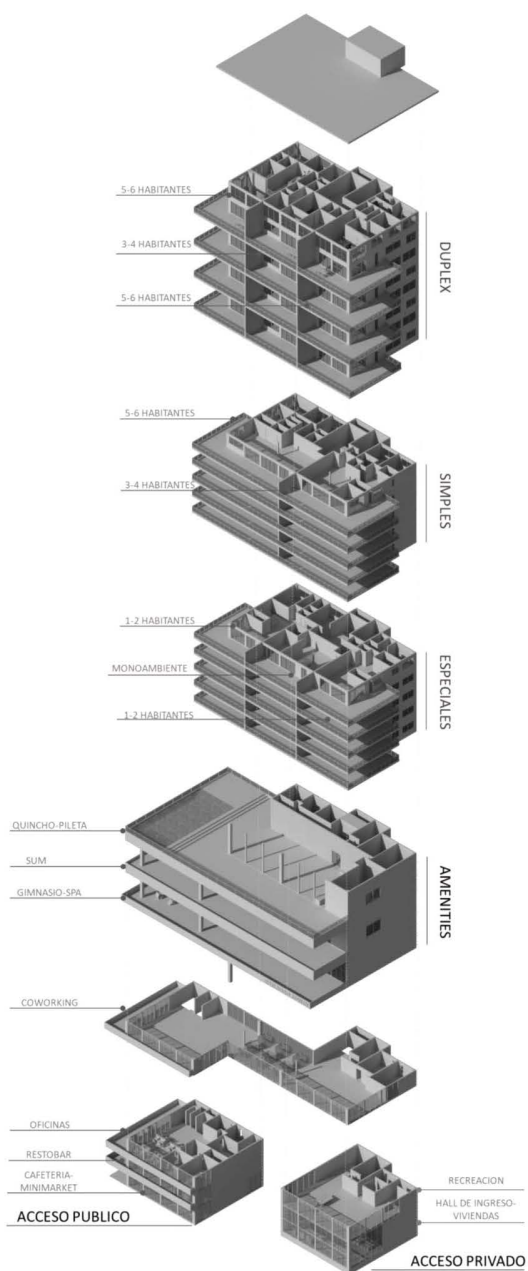 5-6 HABITANTES
3-4 HABITANTES
5-6 HABITANTES
DUPLEX
5-6 HABITANTES
3-4 HABITANTES
SIMPLES
1-2 HABITANTES
MONOAMBIENTE
1-2 HABITANTES
ESPECIALES
QUINCHO-PILETA
SUM
GIMNASIO-SPA
AMENITIES
COWORKING
OFICINAS
RESTOBAR
CAFETERIA-
MINIMARKET
ACCESO PUBLICO
RECREACION
HALL DE INGRESO-
VIVIENDAS
ACCESO PRIVADO